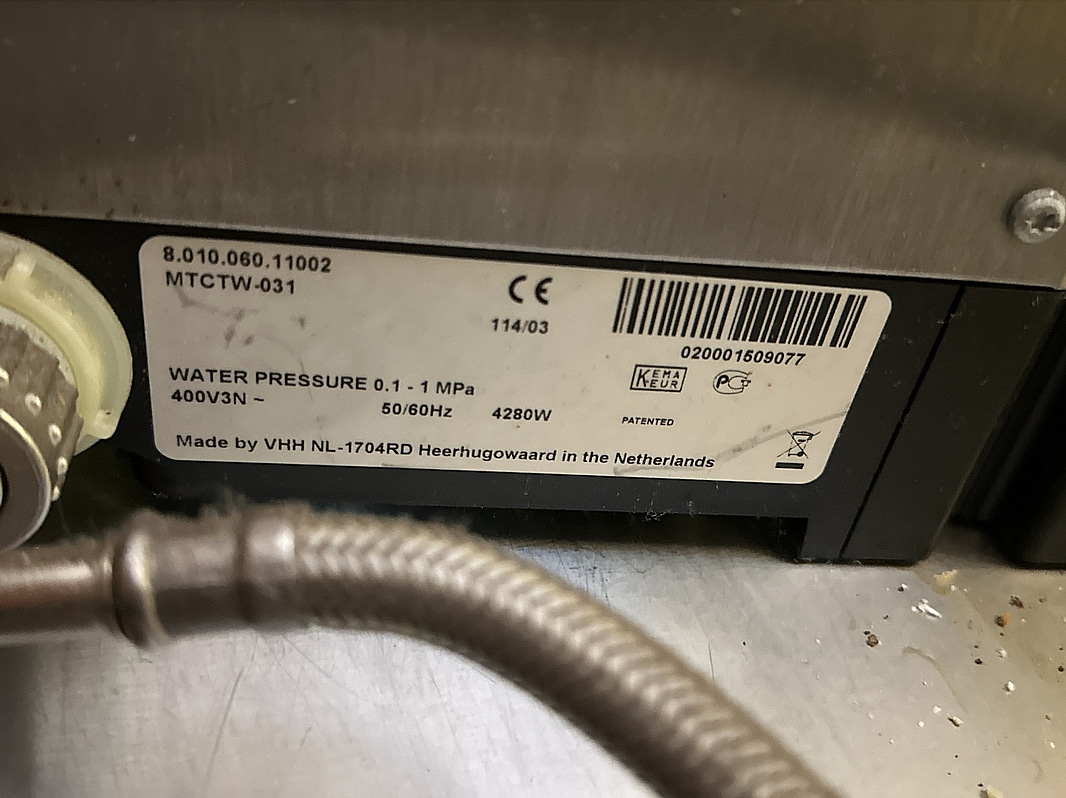 8.010.060.11002
MTCTW-031
CE
114/03
020001509077
KEMA
KEUR
PCT
PATENTED
WATER PRESSURE 0.1 - 1 MPa
400V3N ~ 50/60Hz 4280W
Made by VHH NL-1704RD Heerhugowaard in the Netherlands